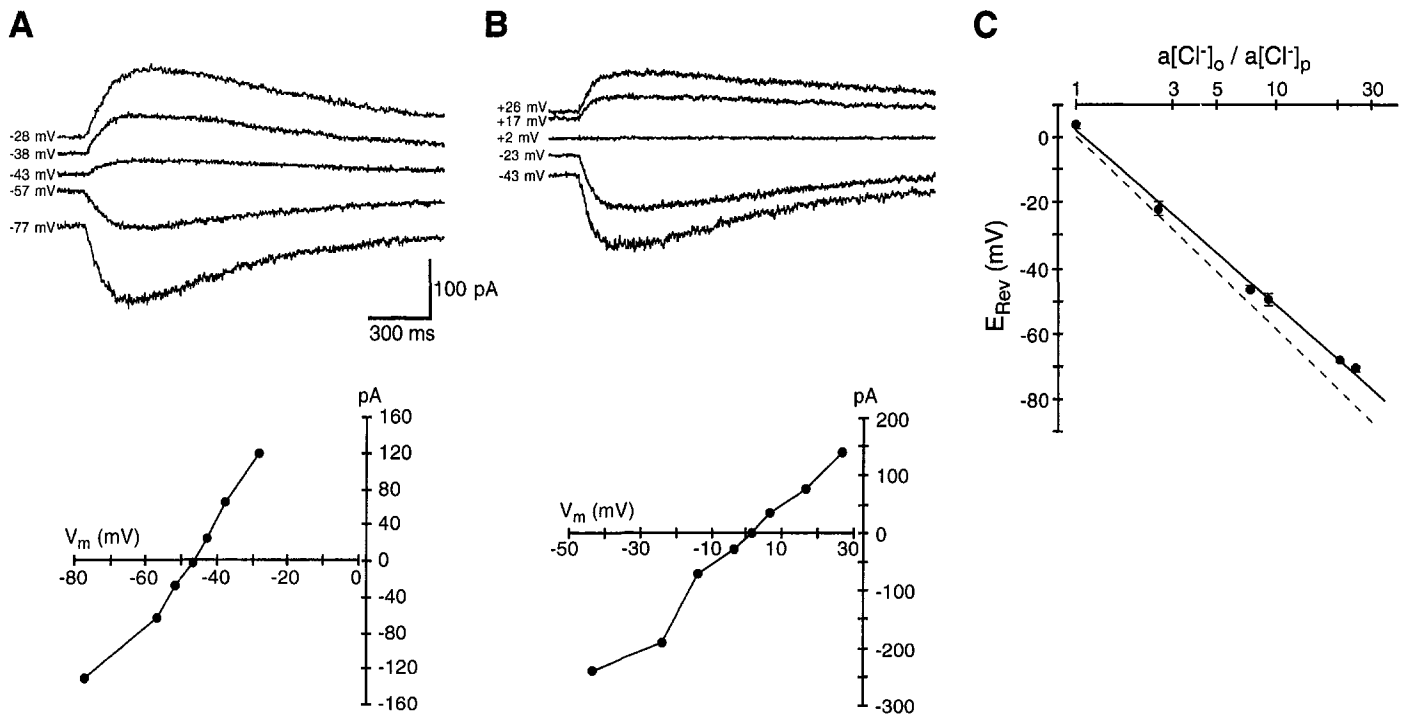 A
-28 mV
-38 mV
-43 mV
-57 mV
-77 mV
100 pA
300 ms
pA
160
120
80
40
0
-40
-80
-120
-160
Vm (mV)
-80 -60 -40 -20 0
B
+26 mV
+17 mV
+2 mV
-23 mV
-43 mV
pA
200
100
0
-100
-200
-300
Vm (mV)
-50 -30 -10 10 30
C
a[Cl-]o / a[Cl-]p
1 3 5 10 30
0
-20
-40
-60
-80
ERev (mV)